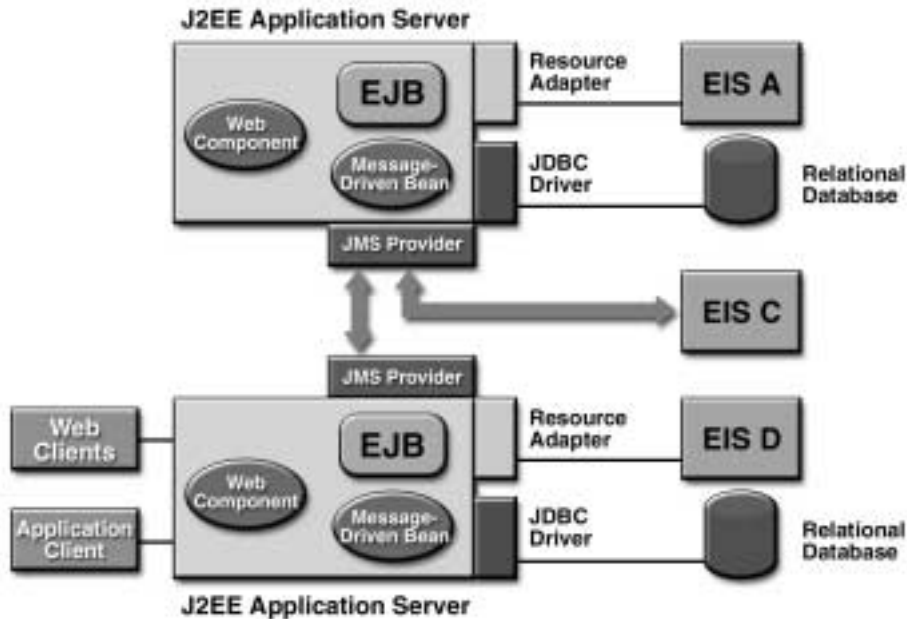 J2EE Application Server
EJB
Web
Component
Message-
Driven Bean
Resource
Adapter
EIS A
JDBC
Driver
Relational
Database
JMS Provider
EIS C
JMS Provider
Web
Clients
Application
Client
EJB
Web
Component
Message-
Driven Bean
Resource
Adapter
EIS D
JDBC
Driver
Relational
Database
J2EE Application Server